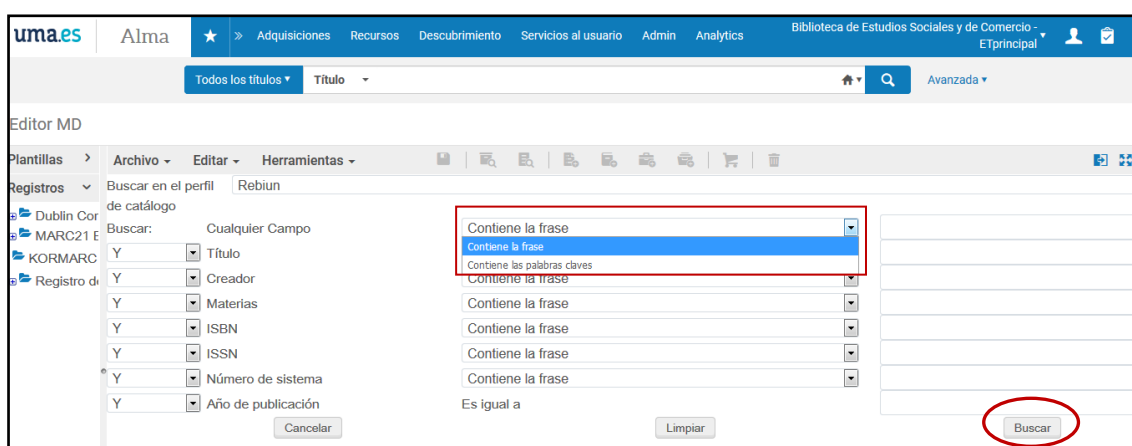 uma.es Alma » Adquisiciones Recursos Descubrimiento Servicios al usuario Admin Analytics Biblioteca de Estudios Sociales y de Comercio -
ETprincipal
Todos los títulos Título Avanzada
Editor MD
Plantillas > Archivo Editar Herramientas
Registros Buscar en el perfil Rebiun
de catálogo
Dublin Cor Buscar: Cualquier Campo Contiene la frase
MARC21 E Y Título Contiene la frase
KORMARC Contiene las palabras claves
Registro de Y Creador Contiene la frase
Y Materias Contiene la frase
Y ISBN Contiene la frase
Y ISSN Contiene la frase
Y Número de sistema Contiene la frase
Y Año de publicación Es igual a
Cancelar Limpiar Buscar